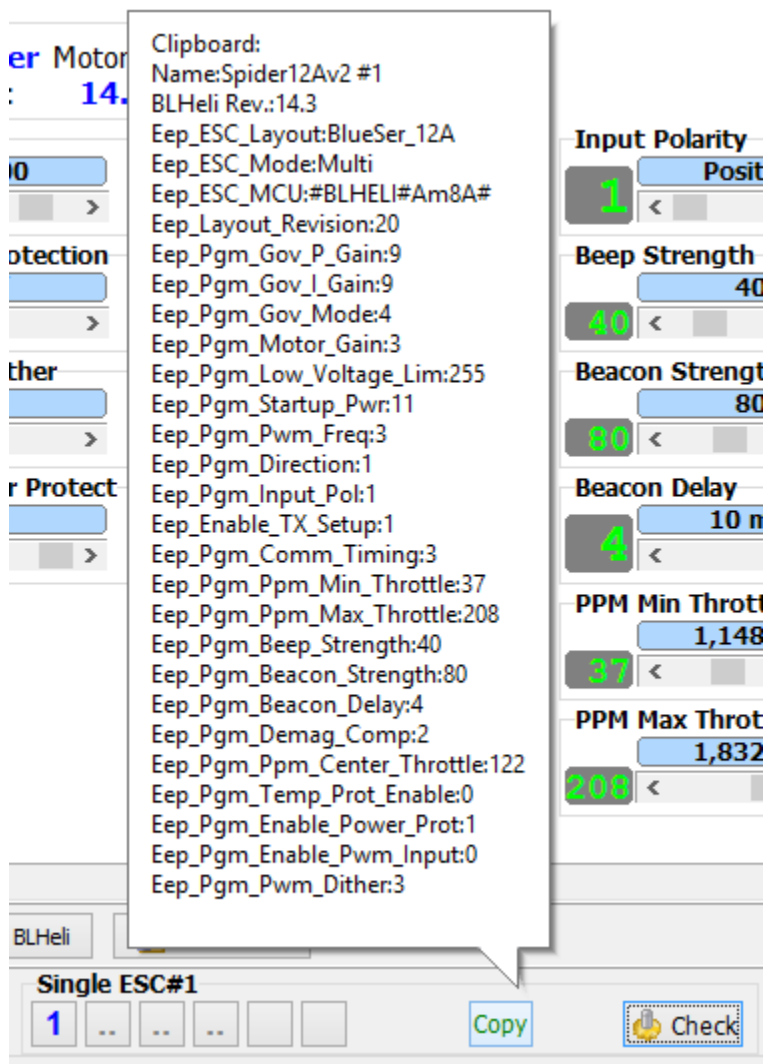 er Motor
: 14.
00
otection
ther
r Protect
Clipboard:
Name:Spider12Av2 #1
BLHeli Rev.:14.3
Eep_ESC_Layout:BlueSer_12A
Eep_ESC_Mode:Multi
Eep_ESC_MCU:#BLHELI#Am8A#
Eep_Layout_Revision:20
Eep_Pgm_Gov_P_Gain:9
Eep_Pgm_Gov_I_Gain:9
Eep_Pgm_Gov_Mode:4
Eep_Pgm_Motor_Gain:3
Eep_Pgm_Low_Voltage_Lim:255
Eep_Pgm_Startup_Pwr:11
Eep_Pgm_Pwm_Freq:3
Eep_Pgm_Direction:1
Eep_Pgm_Input_Pol:1
Eep_Enable_TX_Setup:1
Eep_Pgm_Comm_Timing:3
Eep_Pgm_Ppm_Min_Throttle:37
Eep_Pgm_Ppm_Max_Throttle:208
Eep_Pgm_Beep_Strength:40
Eep_Pgm_Beacon_Strength:80
Eep_Pgm_Beacon_Delay:4
Eep_Pgm_Demag_Comp:2
Eep_Pgm_Ppm_Center_Throttle:122
Eep_Pgm_Temp_Prot_Enable:0
Eep_Pgm_Enable_Power_Prot:1
Eep_Pgm_Enable_Pwm_Input:0
Eep_Pgm_Pwm_Dither:3
Input Polarity
Posit
1
Beep Strength
40
40
Beacon Strengt
80
80
Beacon Delay
10 m
4
PPM Min Thrott
1,148
37
PPM Max Throt
1,832
208
BLHeli
Single ESC#1
1 .. .. .. Copy Check